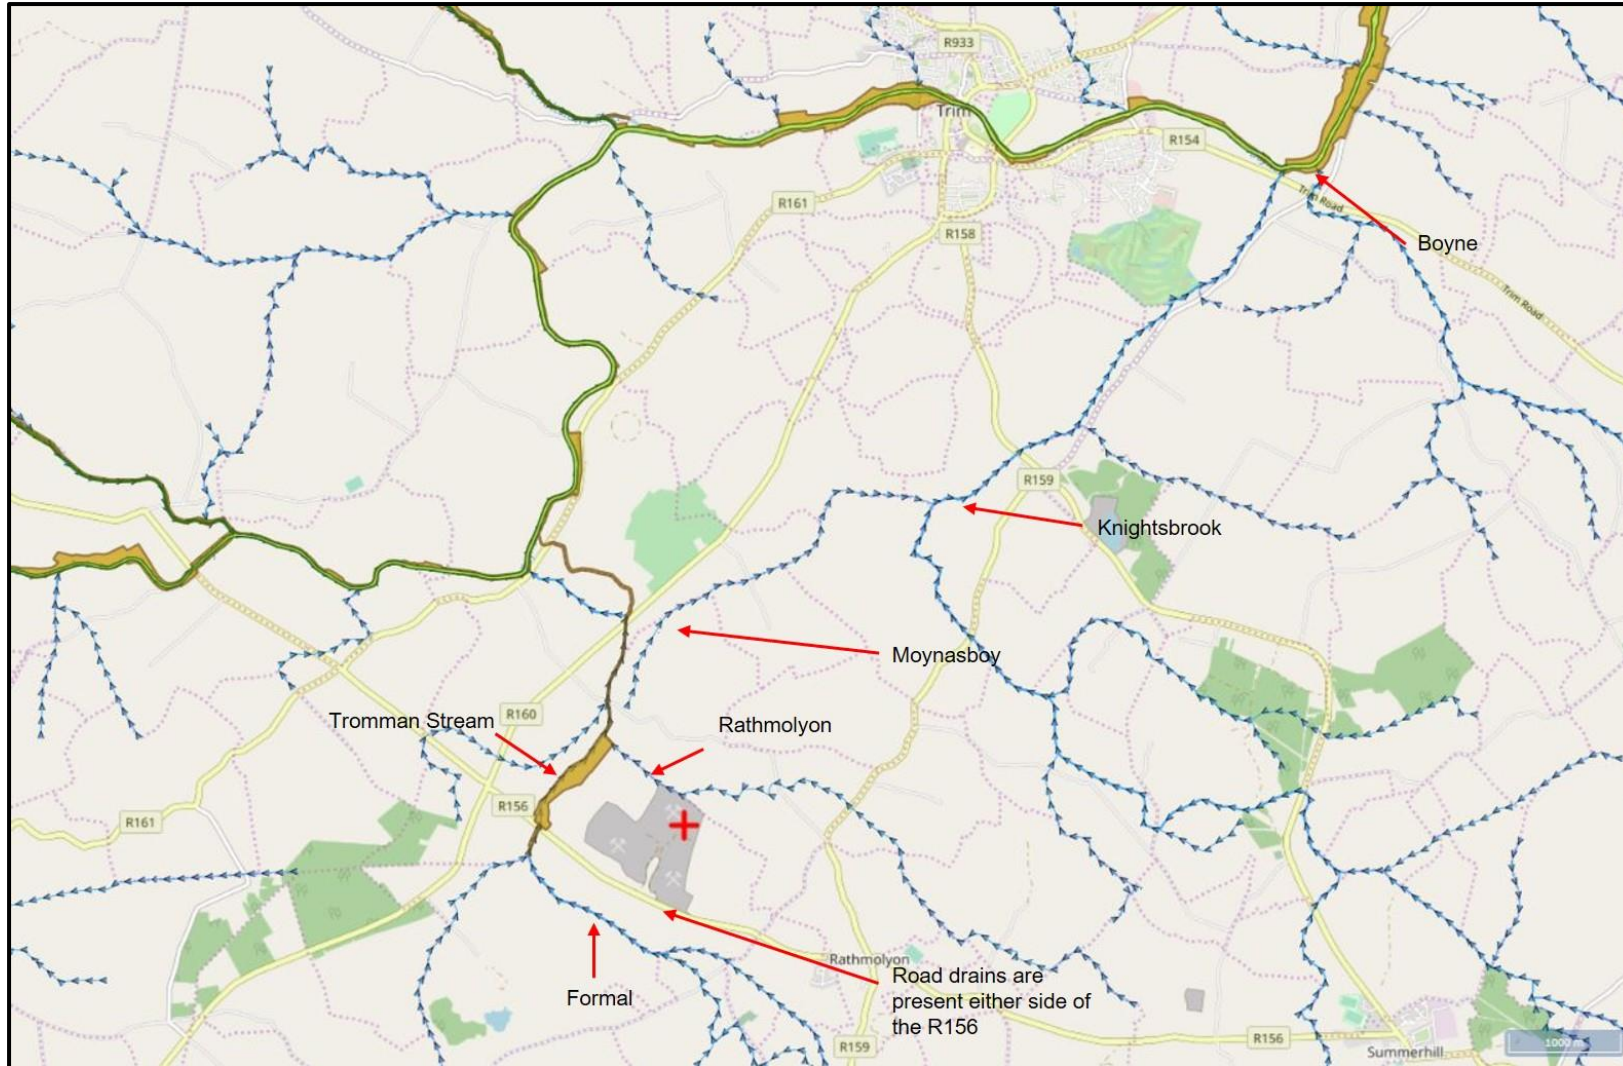 R933
Trim
R154
R161
Trim Road
R158
Boyne
Trim Road
R159
Knightsbrook
Moynasboy
Tromman Stream
R160
Rathmolyon
R156
R161
Rathmolyon
Road drains are
present either side of
the R156
Formal
R159
R156
Summerhill
1000 m